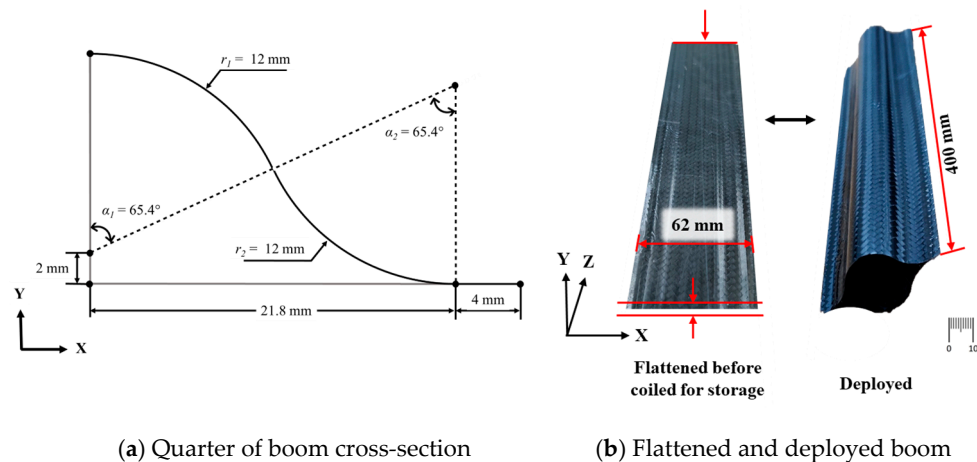 r₁ = 12 mm
α₂ = 65.4°
α₁ = 65.4°
2 mm
r₂ = 12 mm
Y
X
21.8 mm
4 mm
(a) Quarter of boom cross-section
400 mm
62 mm
Y
Z
X
0
10
Flattened before
coiled for storage
Deployed
(b) Flattened and deployed boom